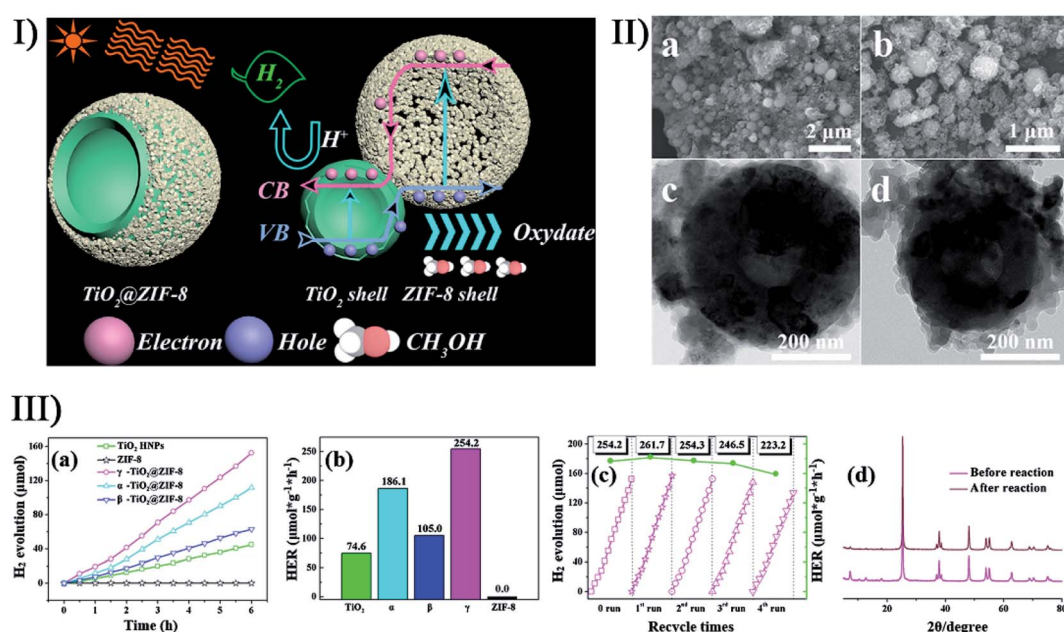 I)
H₂
H⁺
CB
VB
Oxydate
TiO₂@ZIF-8
TiO₂ shell
ZIF-8 shell
Electron
Hole
CH₃OH
II)
a
2 µm
b
1 µm
c
200 nm
d
200 nm
III)
(a)
TiO₂ HNPs
ZIF-8
γ -TiO₂@ZIF-8
α -TiO₂@ZIF-8
β -TiO₂@ZIF-8
H₂ evolution (µmol)
160
120
80
40
0
0 1 2 3 4 5 6
Time (h)
(b)
HER (µmol*g⁻¹*h⁻¹)
250
200
150
100
50
0
74.6
186.1
105.0
254.2
0.0
TiO₂ α β γ ZIF-8
(c)
H₂ evolution (µmol)
200
160
120
80
40
0
254.2 261.7 254.3 246.5 223.2
0 run 1ˢᵗ run 2ⁿᵈ run 3ʳᵈ run 4ᵗʰ run
Recycle times
HER (µmol*g⁻¹*h⁻¹)
(d)
Before reaction
After reaction
20 40 60 80
2θ/degree